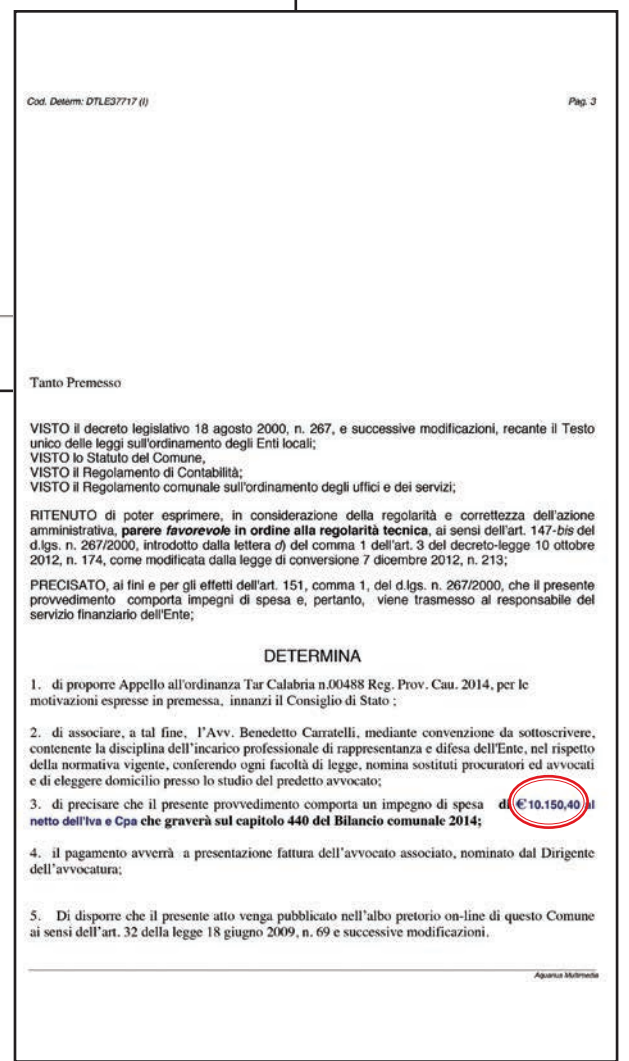 Cod. Determ: DTLE37717 (I) Pag. 3
Tanto Premesso
VISTO il decreto legislativo 18 agosto 2000, n. 267, e successive modificazioni, recante il Testo
unico delle leggi sull'ordinamento degli Enti locali;
VISTO lo Statuto del Comune,
VISTO il Regolamento di Contabilità;
VISTO il Regolamento comunale sull'ordinamento degli uffici e dei servizi;
RITENUTO di poter esprimere, in considerazione della regolarità e correttezza dell'azione
amministrativa, parere favorevole in ordine alla regolarità tecnica, ai sensi dell'art. 147-bis del
d.lgs. n. 267/2000, introdotto dalla lettera d) del comma 1 dell'art. 3 del decreto-legge 10 ottobre
2012, n. 174, come modificata dalla legge di conversione 7 dicembre 2012, n. 213;
PRECISATO, ai fini e per gli effetti dell'art. 151, comma 1, del d.lgs. n. 267/2000, che il presente
provvedimento comporta impegni di spesa e, pertanto, viene trasmesso al responsabile del
servizio finanziario dell'Ente;
DETERMINA
1. di proporre Appello all'ordinanza Tar Calabria n.00488 Reg. Prov. Cau. 2014, per le
motivazioni espresse in premessa, innanzi il Consiglio di Stato ;
2. di associare, a tal fine, l'Avv. Benedetto Carratelli, mediante convenzione da sottoscrivere,
contenente la disciplina dell'incarico professionale di rappresentanza e difesa dell'Ente, nel rispetto
della normativa vigente, conferendo ogni facoltà di legge, nomina sostituti procuratori ed avvocati
e di eleggere domicilio presso lo studio del predetto avvocato;
3. di precisare che il presente provvedimento comporta un impegno di spesa di €10.150,40 al
netto dell'Iva e Cpa che graverà sul capitolo 440 del Bilancio comunale 2014;
4. il pagamento avverrà a presentazione fattura dell'avvocato associato, nominato dal Dirigente
dell'avvocatura;
5. Di disporre che il presente atto venga pubblicato nell'albo pretorio on-line di questo Comune
ai sensi dell'art. 32 della legge 18 giugno 2009, n. 69 e successive modificazioni.
Aquarius Multimedia